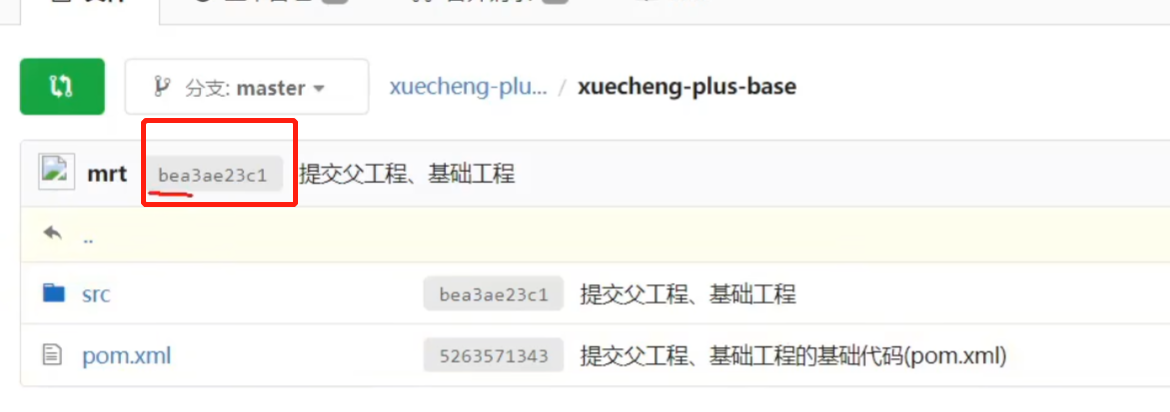 分支: master
xuecheng-plu... / xuecheng-plus-base
mrt bea3ae23c1 提交父工程、基础工程
..
src bea3ae23c1 提交父工程、基础工程
pom.xml 5263571343 提交父工程、基础工程的基础代码(pom.xml)